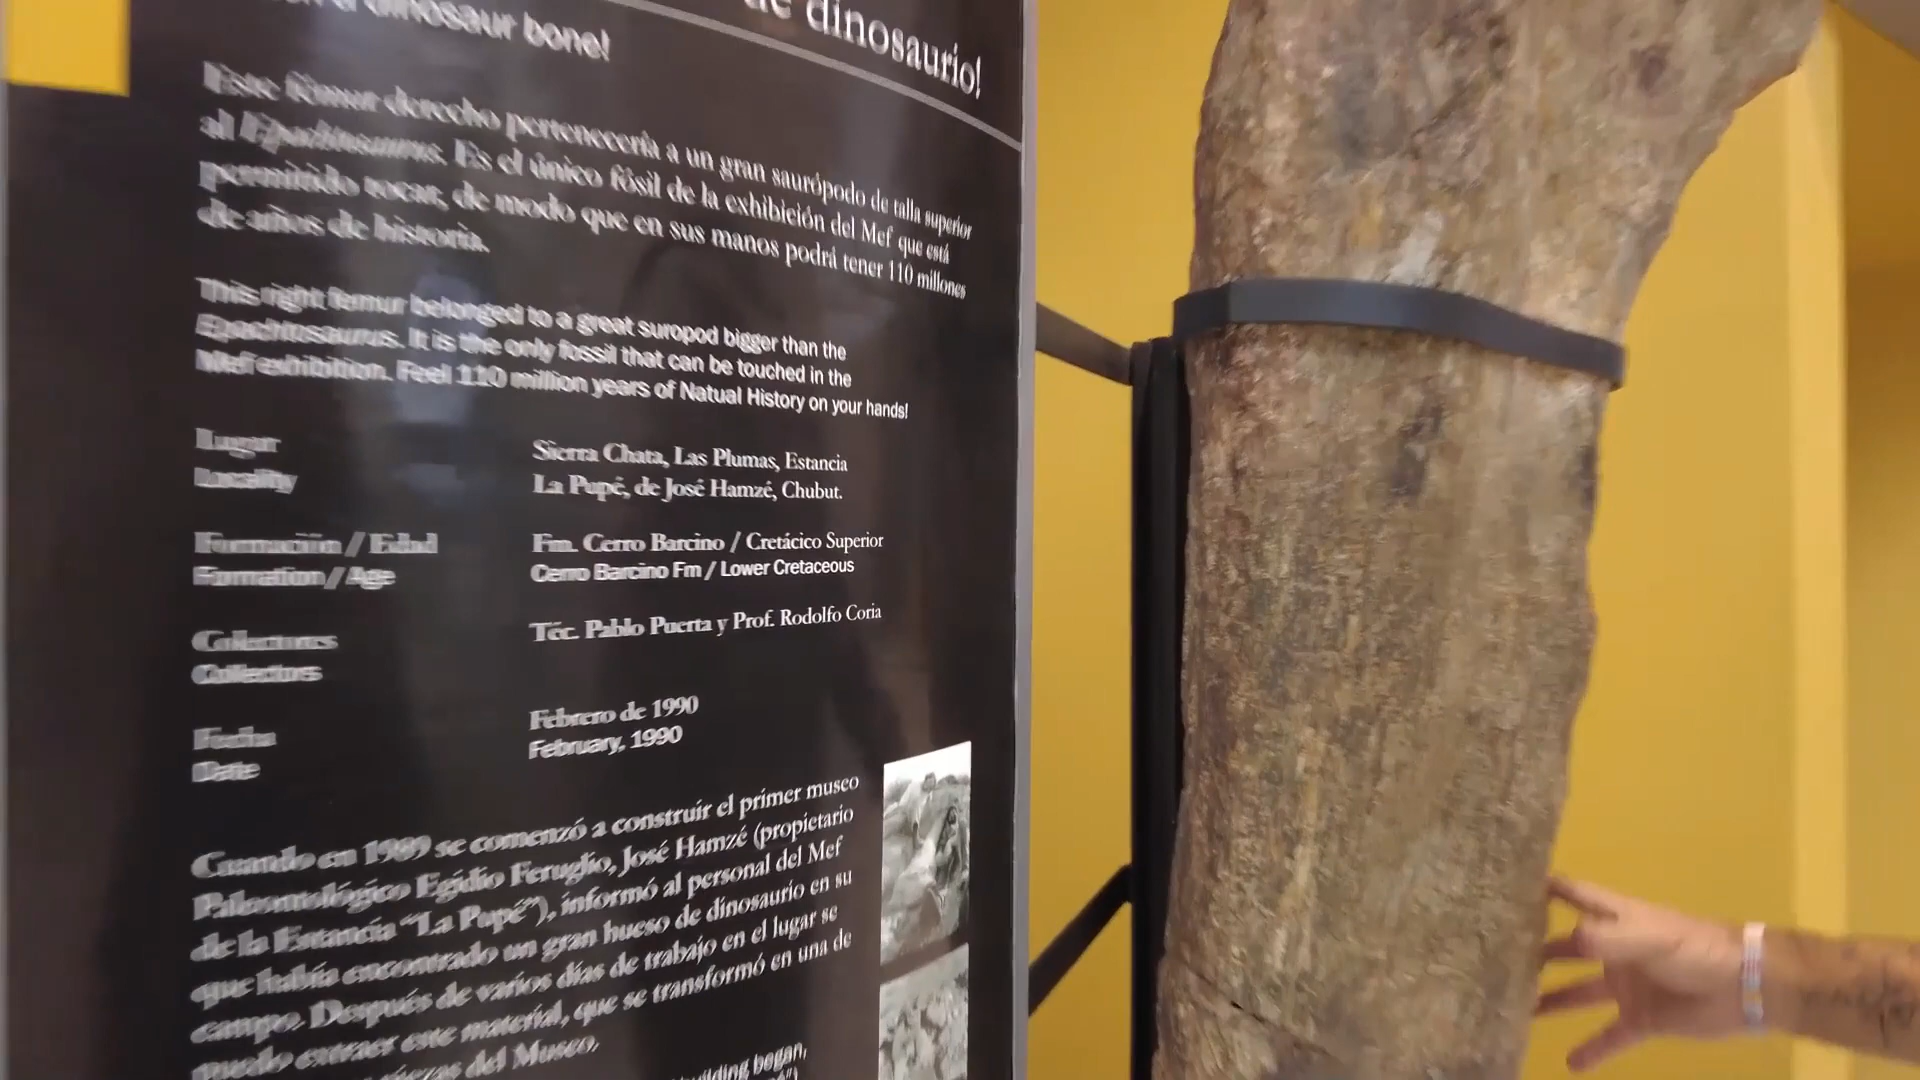 dinosaur bone!
de dinosaurio!
Este fémur derecho pertenecería a un gran saurópodo de talla superior
al Epachtosaurus. Es el único fósil de la exhibición del Mef que está
permitido tocar, de modo que en sus manos podrá tener 110 millones
de años de historia.
This right femur belonged to a great suropod bigger than the
Epachtosaurus. It is the only fossil that can be touched in the
Mef exhibition. Feel 110 million years of Natual History on your hands!
Lugar
Locality
Sierra Chata, Las Plumas, Estancia
La Pupé, de José Hamzé, Chubut.
Formación / Edad
Formation / Age
Fm. Cerro Barcino / Cretácico Superior
Cerro Barcino Fm / Lower Cretaceous
Colectores
Collectors
Téc. Pablo Puerta y Prof. Rodolfo Coria
Fecha
Date
Febrero de 1990
February, 1990
Cuando en 1989 se comenzó a construir el primer museo
Paleontológico Egidio Feruglio, José Hamzé (propietario
de la Estancia “La Pupé”), informó al personal del Mef
que había encontrado un gran hueso de dinosaurio en su
campo. Después de varios días de trabajo en el lugar se
pudo extraer este material, que se transformó en una de
piezas del Museo.
building began,